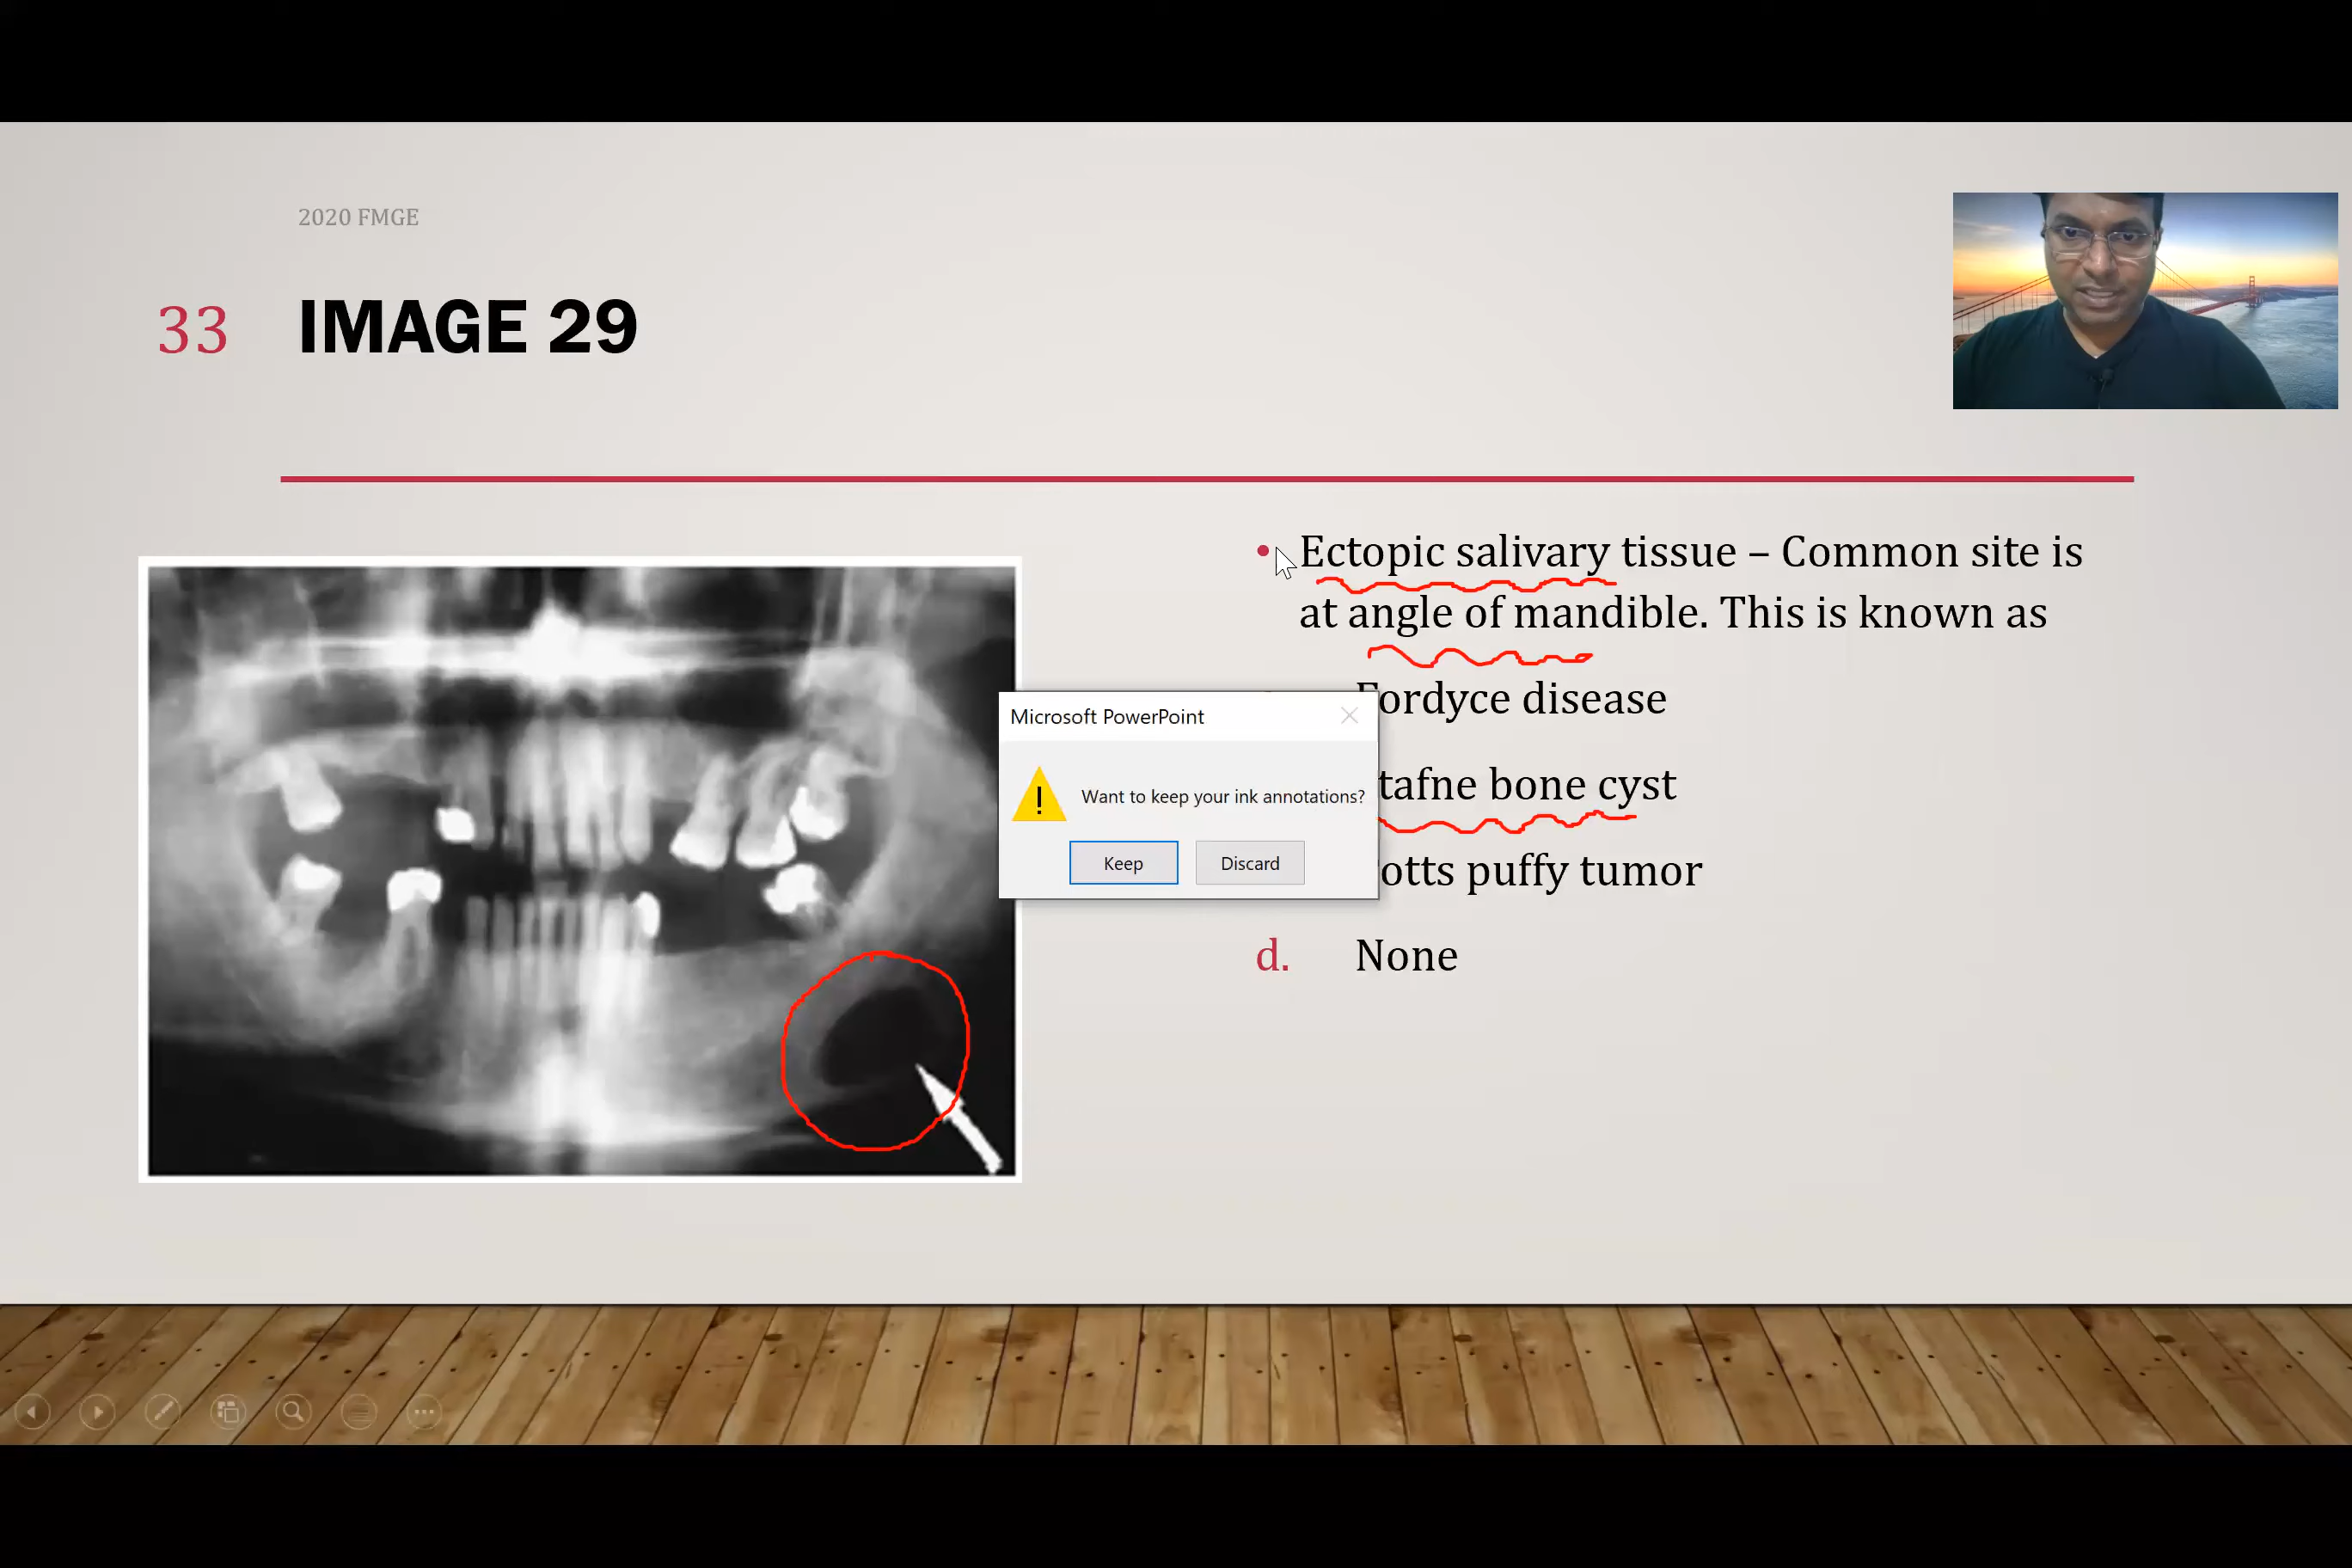 2020 FMGE
33 IMAGE 29
• Ectopic salivary tissue – Common site is
at angle of mandible. This is known as
Fordyce disease
tafne bone cyst
otts puffy tumor
d. None
Microsoft PowerPoint
Want to keep your ink annotations?
Keep Discard